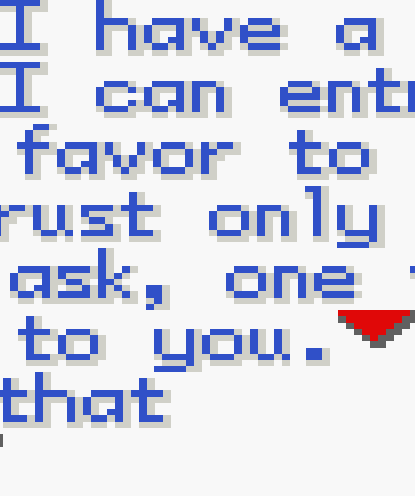 I have a
I can ent
favor to
rust only
ask, one
to you.
that